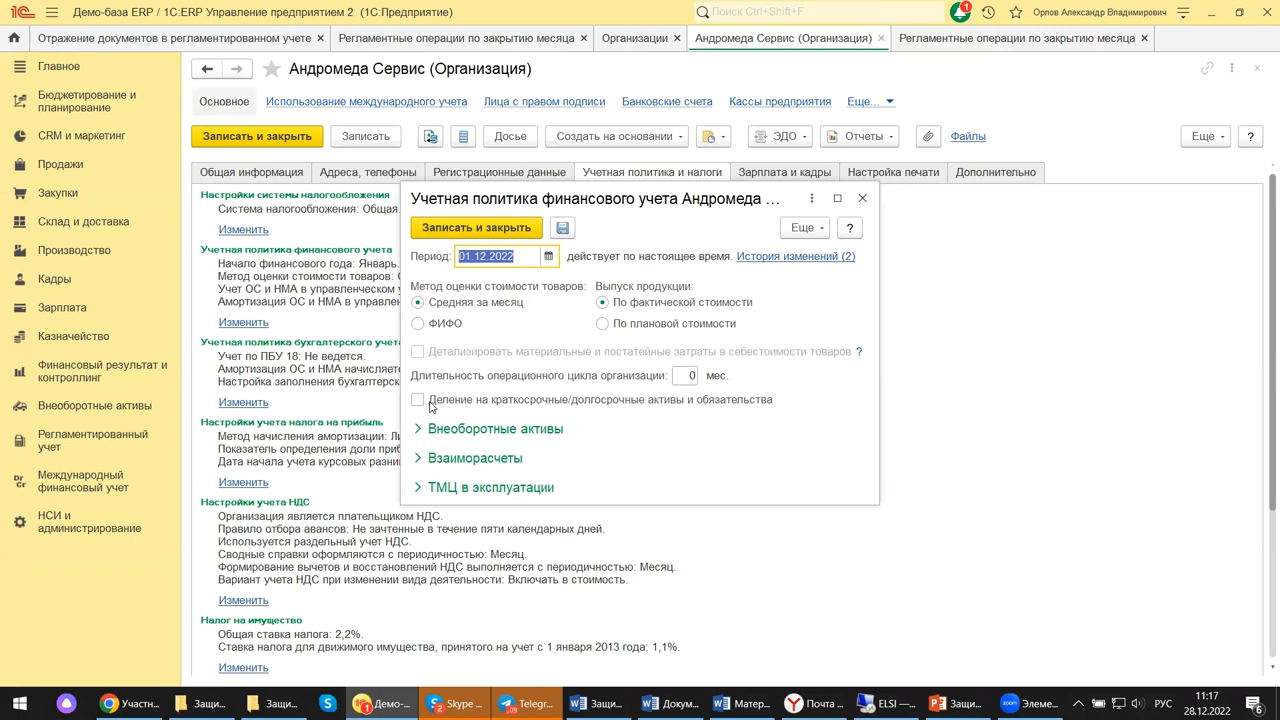 Демо-база ERP / 1С:ERP Управление предприятием 2 (1С:Предприятие)
Поиск Ctrl+Shift+F
1
Орлов Александр Владимирович
Отражение документов в регламентированном учете
Регламентные операции по закрытию месяца
Организации
Андромеда Сервис (Организация)
Регламентные операции по закрытию месяца
Главное
Бюджетирование и
планирование
CRM и маркетинг
Продажи
Закупки
Склад и доставка
Производство
Кадры
Зарплата
Казначейство
Финансовый результат и
контроллинг
Внеоборотные активы
Регламентированный
учет
Международный
финансовый учет
НСИ и
администрирование
Андромеда Сервис (Организация)
Основное
Использование международного учета
Лица с правом подписи
Банковские счета
Кассы предприятия
Еще...
Записать и закрыть
Записать
Досье
Создать на основании
ЭДО
Отчеты
Файлы
Еще
?
Общая информация
Адреса, телефоны
Регистрационные данные
Учетная политика и налоги
Зарплата и кадры
Настройка печати
Дополнительно
Настройки системы налогообложения
Система налогообложения: Общая.
Изменить
Учетная политика финансового учета
Начало финансового года: Январь.
Метод оценки стоимости товаров: С
Учет ОС и НМА в управленческом у
Амортизация ОС и НМА в управлен
Изменить
Учетная политика бухгалтерского учета
Учет по ПБУ 18: Не ведется.
Амортизация ОС и НМА начисляетс
Настройка заполнения бухгалтерск
Изменить
Настройки учета налога на прибыль
Метод начисления амортизации: Ли
Показатель определения доли приб
Дата начала учета курсовых разни
Изменить
Настройки учета НДС
Организация является плательщиком НДС.
Правило отбора авансов: Не зачтенные в течение пяти календарных дней.
Используется раздельный учет НДС.
Сводные справки оформляются с периодичностью: Месяц.
Формирование вычетов и восстановлений НДС выполняется с периодичностью: Месяц.
Вариант учета НДС при изменении вида деятельности: Включать в стоимость.
Изменить
Налог на имущество
Общая ставка налога: 2,2%.
Ставка налога для движимого имущества, принятого на учет с 1 января 2013 года: 1,1%.
Изменить
Учетная политика финансового учета Андромеда ...
Записать и закрыть
Еще
?
Период: 01.12.2022 действует по настоящее время. История изменений (2)
Метод оценки стоимости товаров: Выпуск продукции:
Средняя за месяц
По фактической стоимости
ФИФО
По плановой стоимости
Детализировать материальные и постатейные затраты в себестоимости товаров ?
Длительность операционного цикла организации: 0 мес.
Деление на краткосрочные/долгосрочные активы и обязательства
Внеоборотные активы
Взаиморасчеты
ТМЦ в эксплуатации
Участн...
Защи...
Защи...
Демо-...
Skype ...
Telegr...
Защи...
Докум...
Матер...
Почта ...
ELSI —...
Защи...
Элеме...
РУС
11:17
28.12.2022
6